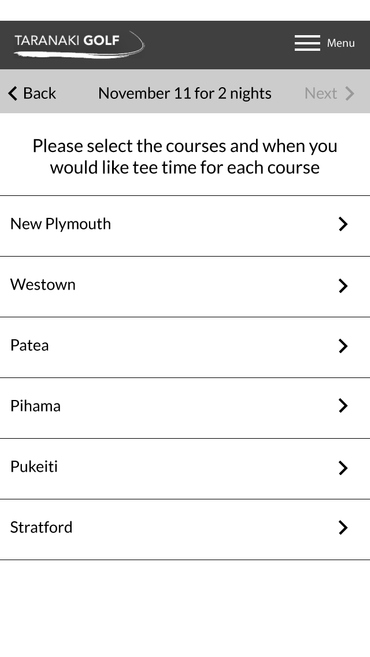 TARANAKI GOLF
Menu
Back
November 11 for 2 nights
Next
Please select the courses and when you
would like tee time for each course
New Plymouth
Westown
Patea
Pihama
Pukeiti
Stratford